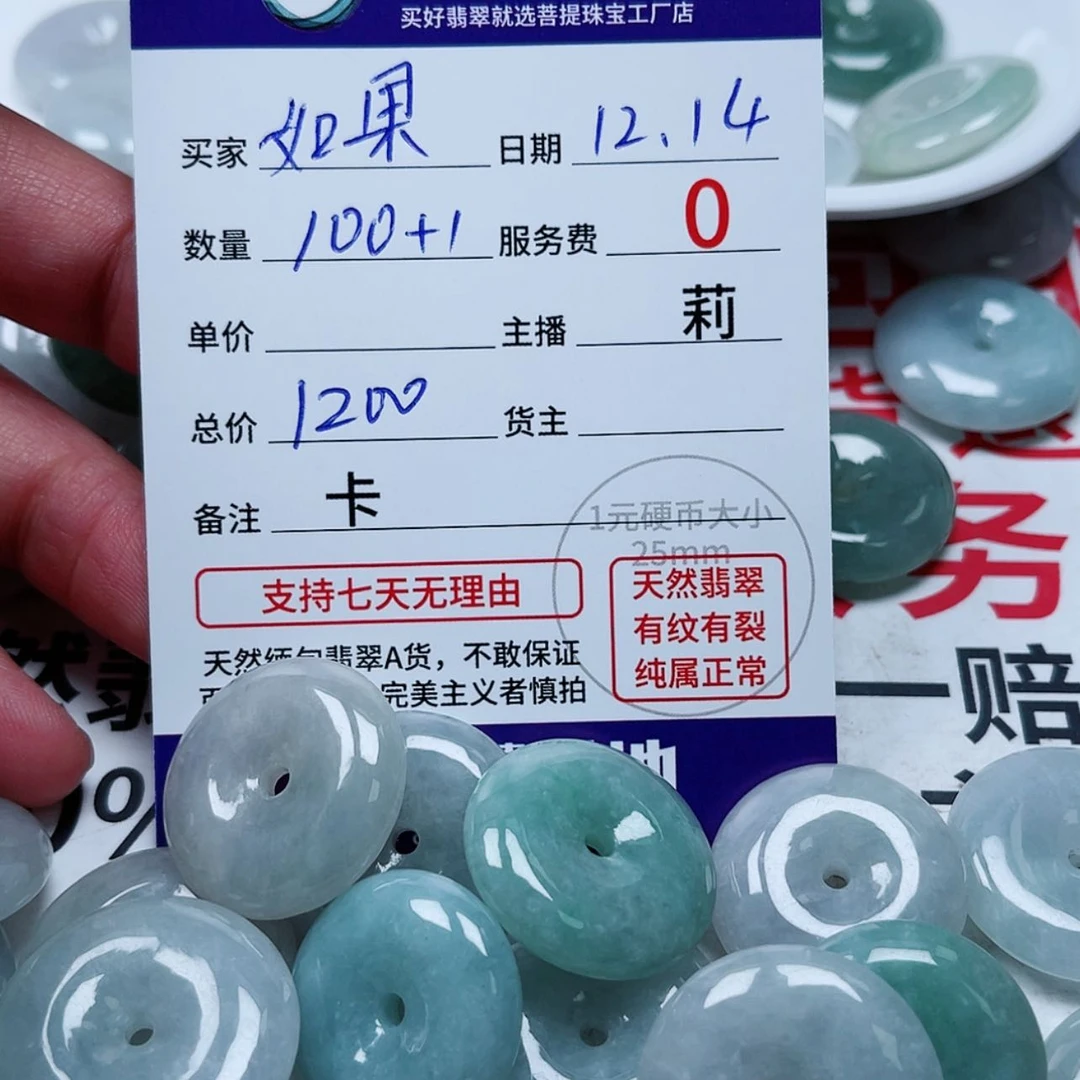 买好翡翠就选菩提珠宝工厂店
买家 如果 日期 12.14
数量 100+1 服务费 0
单价 主播 莉
总价 1200 货主
备注 卡
1元硬币大小
25mm
支持七天无理由
天然翡翠
有纹有裂
纯属正常
天然缅甸翡翠A货，不敢保证
完美主义者慎拍
务
一赔